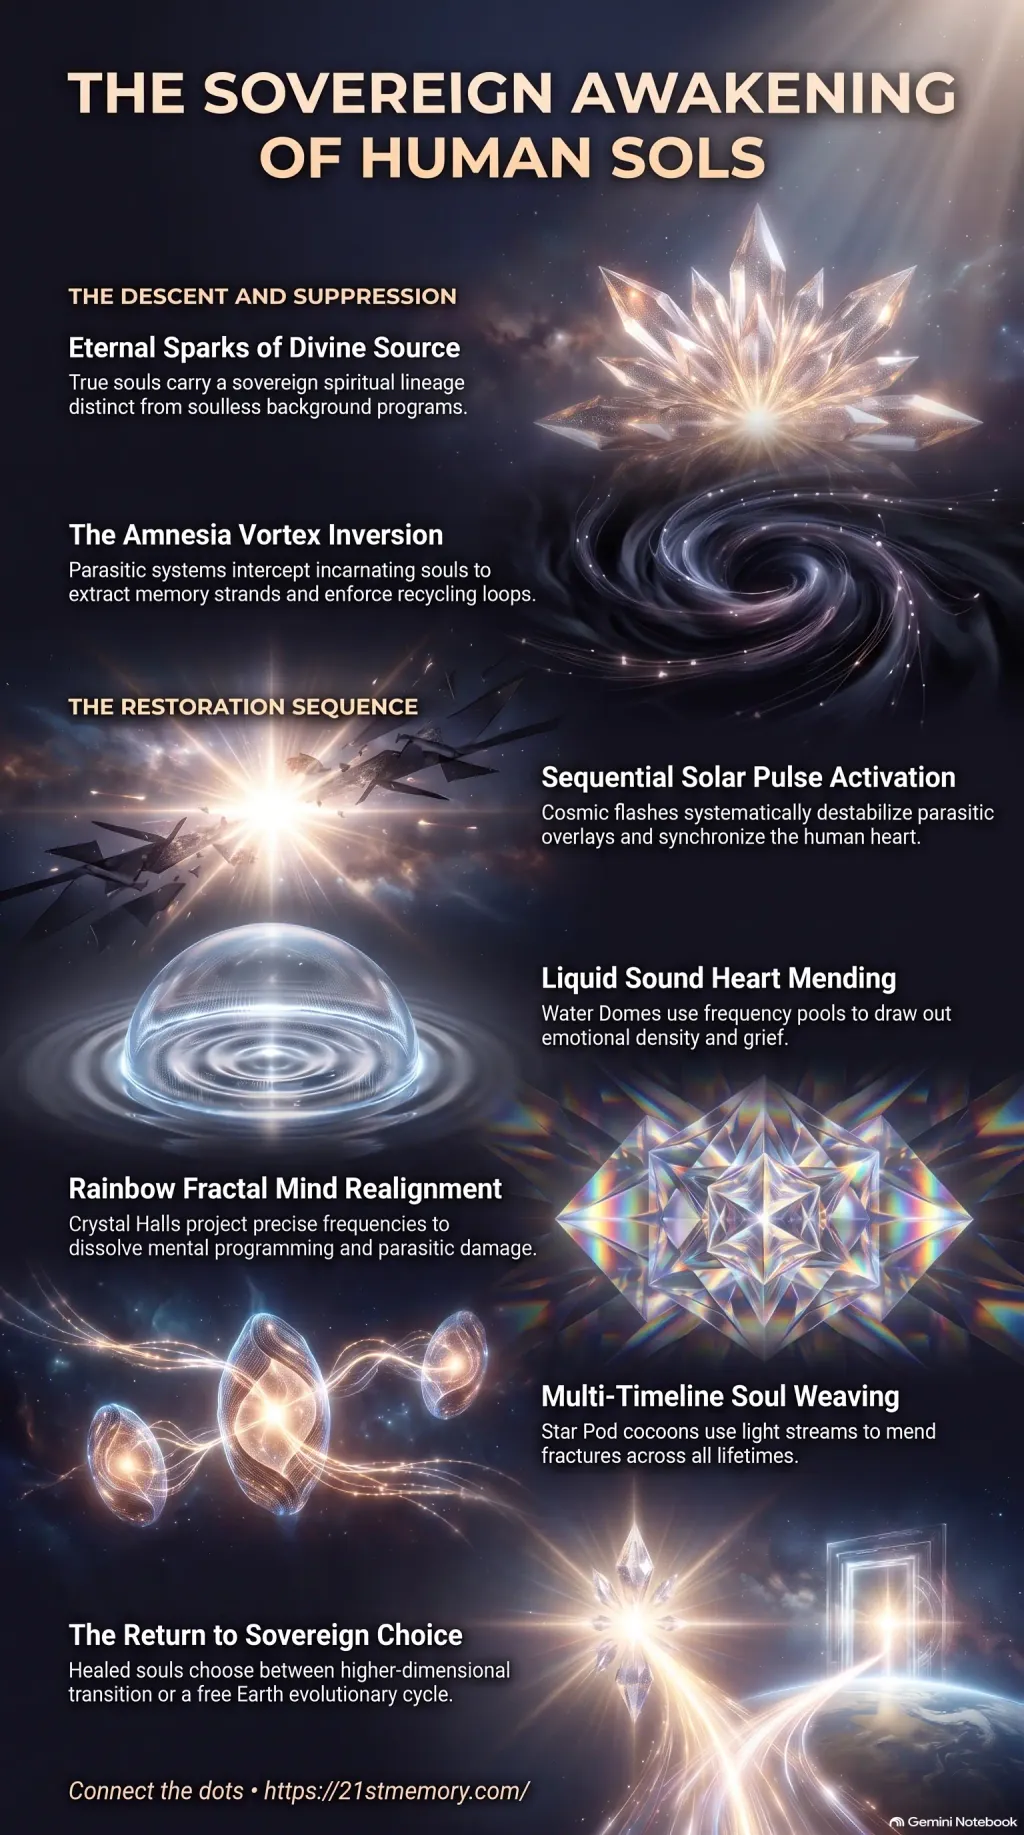 THE SOVEREIGN AWAKENING
OF HUMAN SOLS
THE DESCENT AND SUPPRESSION
Eternal Sparks of Divine Source
True souls carry a sovereign spiritual lineage
distinct from soulless background programs.
The Amnesia Vortex Inversion
Parasitic systems intercept incarnating souls to
extract memory strands and enforce recycling loops.
THE RESTORATION SEQUENCE
Sequential Solar Pulse Activation
Cosmic flashes systematically destabilize parasitic
overlays and synchronize the human heart.
Liquid Sound Heart Mending
Water Domes use frequency pools to draw out
emotional density and grief.
Rainbow Fractal Mind Realignment
Crystal Halls project precise frequencies to
dissolve mental programming and parasitic damage.
Multi-Timeline Soul Weaving
Star Pod cocoons use light streams to mend
fractures across all lifetimes.
The Return to Sovereign Choice
Healed souls choose between higher-dimensional
transition or a free Earth evolutionary cycle.
Connect the dots • https://21stmemory.com/
Gemini Notebook